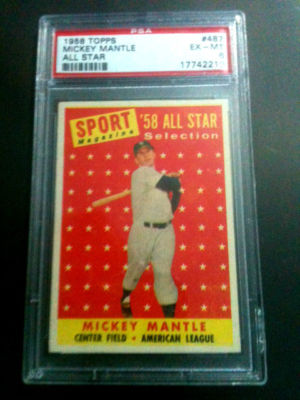 PSA
1958 TOPPS #487
MICKEY MANTLE EX-MT
ALL STAR 6
SPORT Magazine '58 ALL STAR Selection
MICKEY MANTLE
CENTER FIELD • AMERICAN LEAGUE